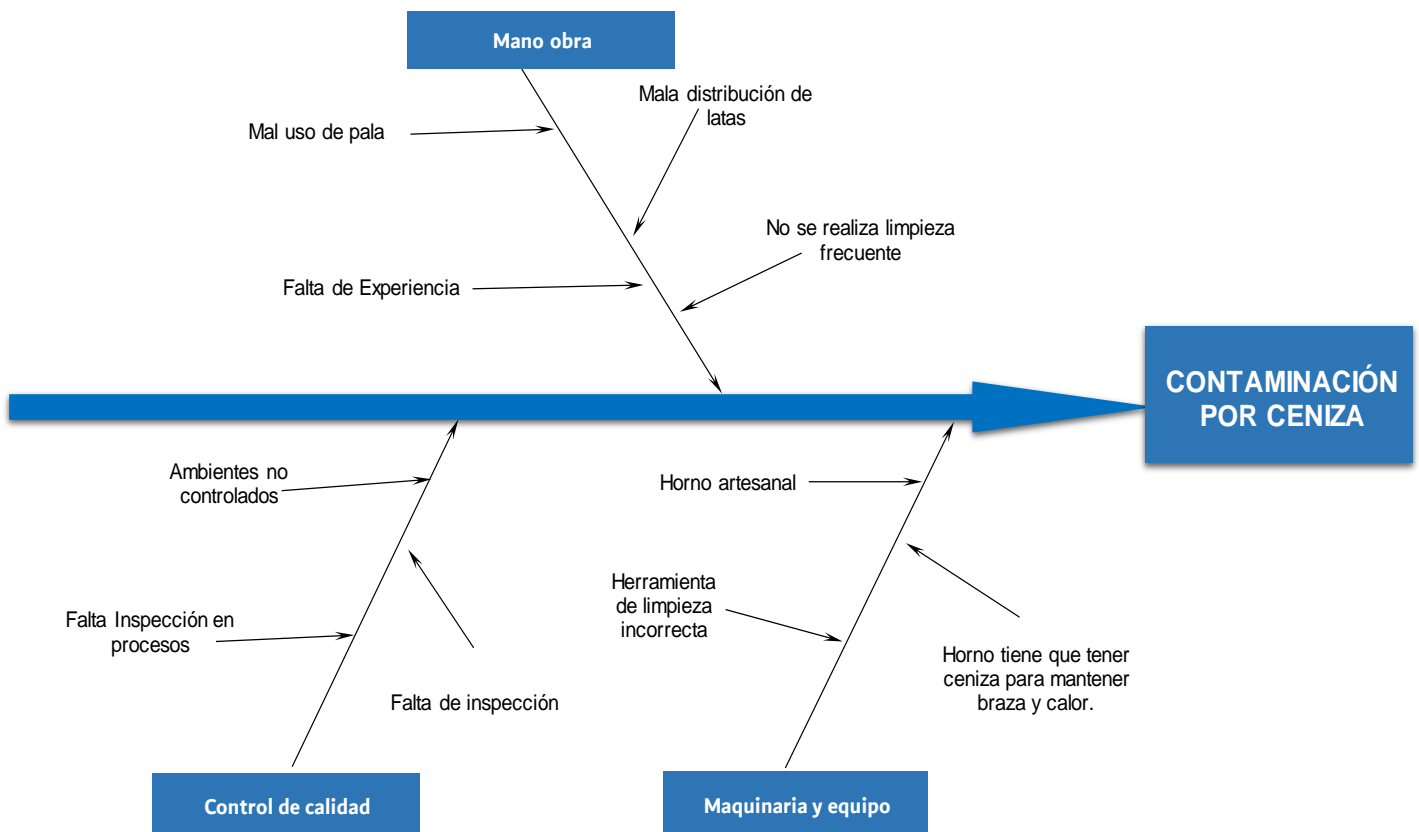 Mano obra
Mala distribución de
latas
Mal uso de pala
No se realiza limpieza
frecuente
Falta de Experiencia
CONTAMINACIÓN
POR CENIZA
Ambientes no
controlados
Horno artesanal
Herramienta
de limpieza
incorrecta
Falta Inspección en
procesos
Horno tiene que tener
ceniza para mantener
braza y calor.
Falta de inspección
Control de calidad
Maquinaria y equipo